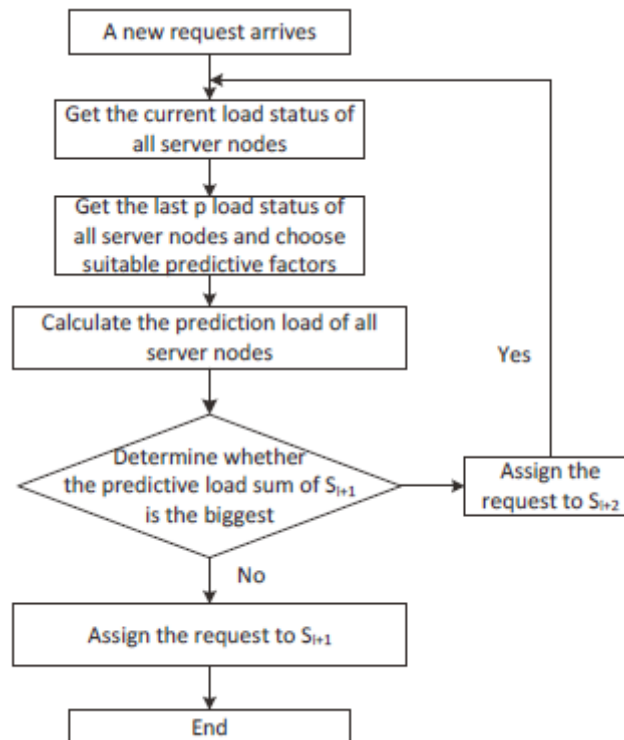 A new request arrives
Get the current load status of
all server nodes
Get the last p load status of
all server nodes and choose
suitable predictive factors
Calculate the prediction load of all
server nodes
Yes
Determine whether
the predictive load sum of Si+1
is the biggest
Assign the
request to Si+2
No
Assign the request to Si+1
End